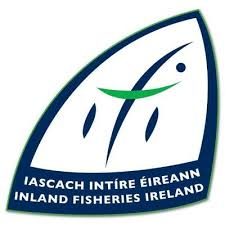 IASCACH INTÍRE ÉIREANN
INLAND FISHERIES IRELAND